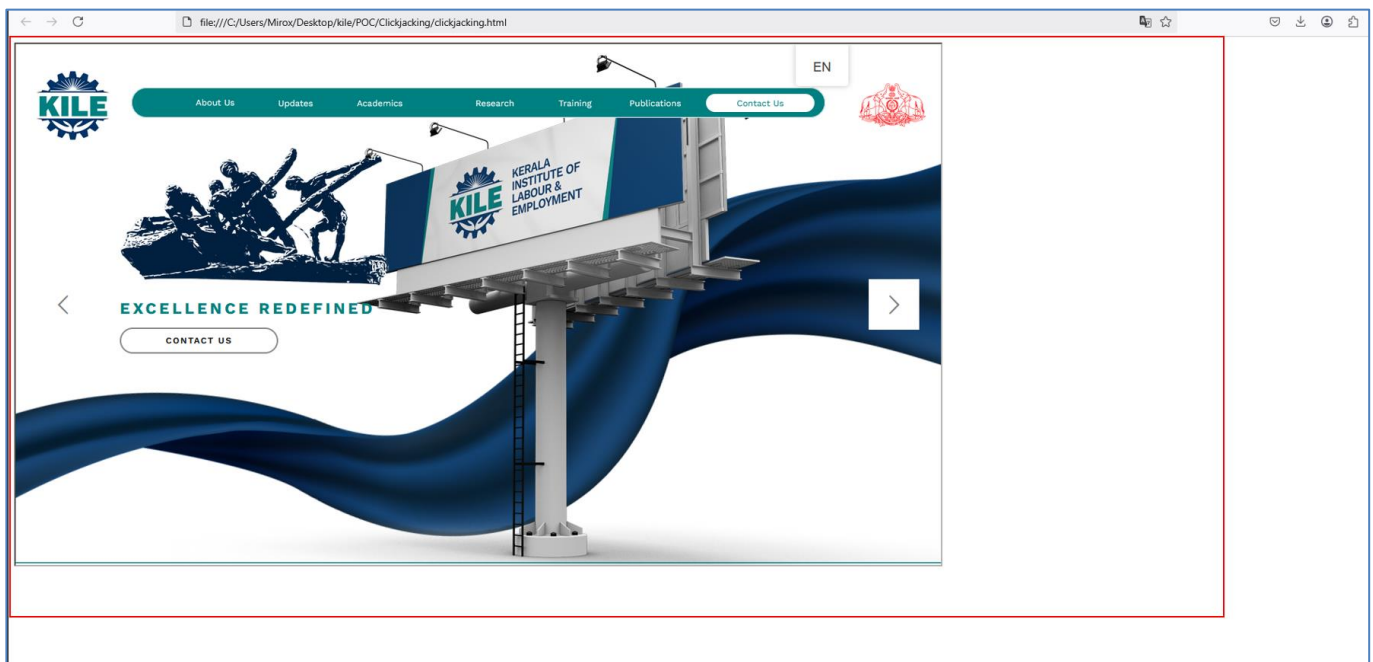 file:///C:/Users/Mirox/Desktop/kile/POC/Clickjacking/clickjacking.html
EN
KILE
About Us Updates Academics Research Training Publications Contact Us
KILE
KERALA
INSTITUTE OF
LABOUR &
EMPLOYMENT
EXCELLENCE REDEFINED
CONTACT US